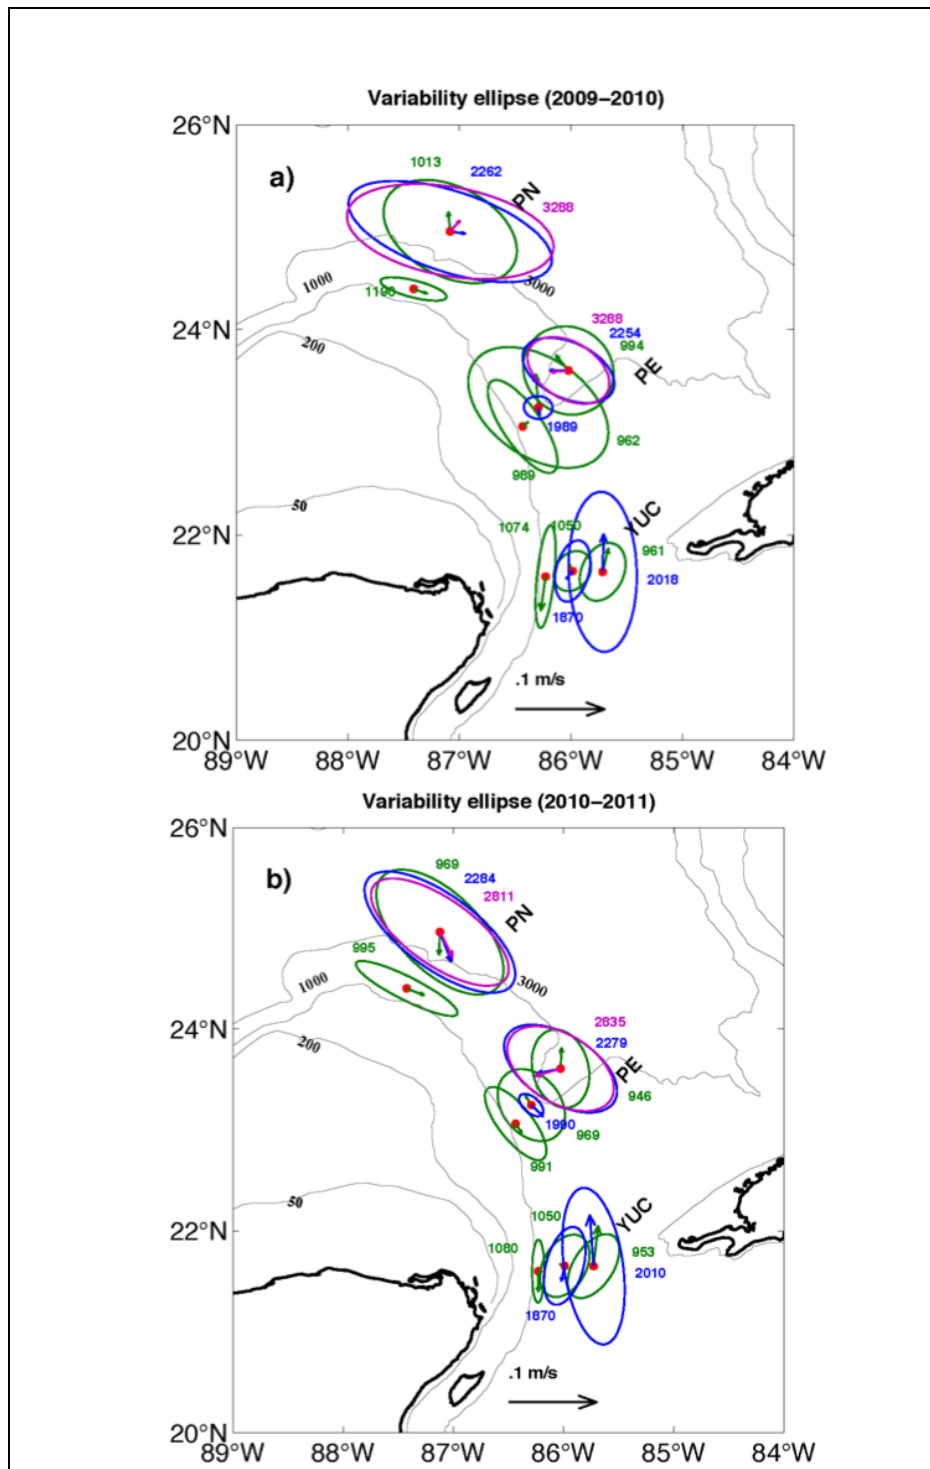 Variability ellipse (2009–2010)
26°N
a)
1013
2262
PN
3288
1000
1196
3000
24°N
200
3288
2254
994
PE
1989
962
989
50
22°N
1074
1050
YUC
961
2018
1870
.1 m/s
20°N
89°W 88°W 87°W 86°W 85°W 84°W
Variability ellipse (2010–2011)
26°N
b)
969
2284
2811
PN
995
1000
3000
24°N
200
2835
2279
PE
946
1990
969
991
50
22°N
1050
YUC
1080
953
2010
1870
.1 m/s
20°N
89°W 88°W 87°W 86°W 85°W 84°W